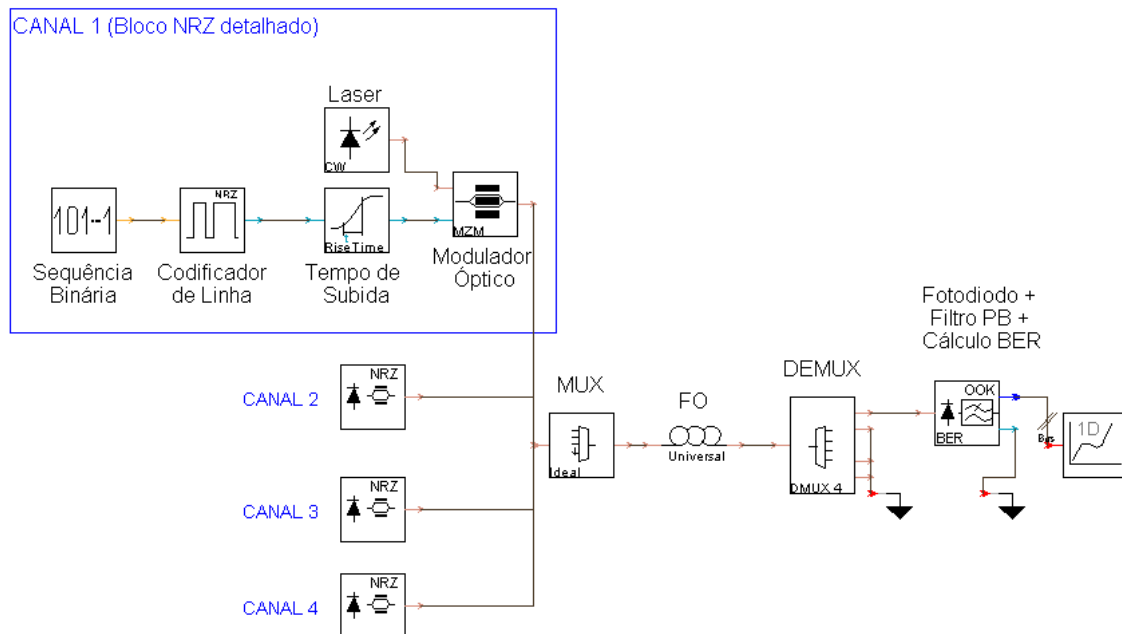 CANAL 1 (Bloco NRZ detalhado)
Laser
CW
101--1
NRZ
RiseTime
MZM
Sequência
Binária
Codificador
de Linha
Tempo de
Subida
Modulador
Óptico
CANAL 2
NRZ
CANAL 3
NRZ
CANAL 4
NRZ
MUX
Ideal
FO
Universal
DEMUX
DMUX 4
Fotodiodo +
Filtro PB +
Cálculo BER
OOK
BER
Bus
1D